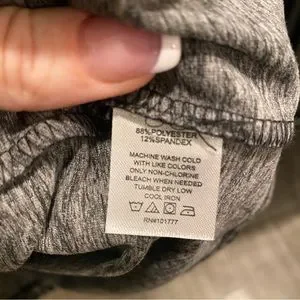 88%POLYESTER
12%SPANDEX
MACHINE WASH COLD
WITH LIKE COLORS
ONLY NON-CHLORINE
BLEACH WHEN NEEDED
TUMBLE DRY LOW
COOL IRON
RN#101777